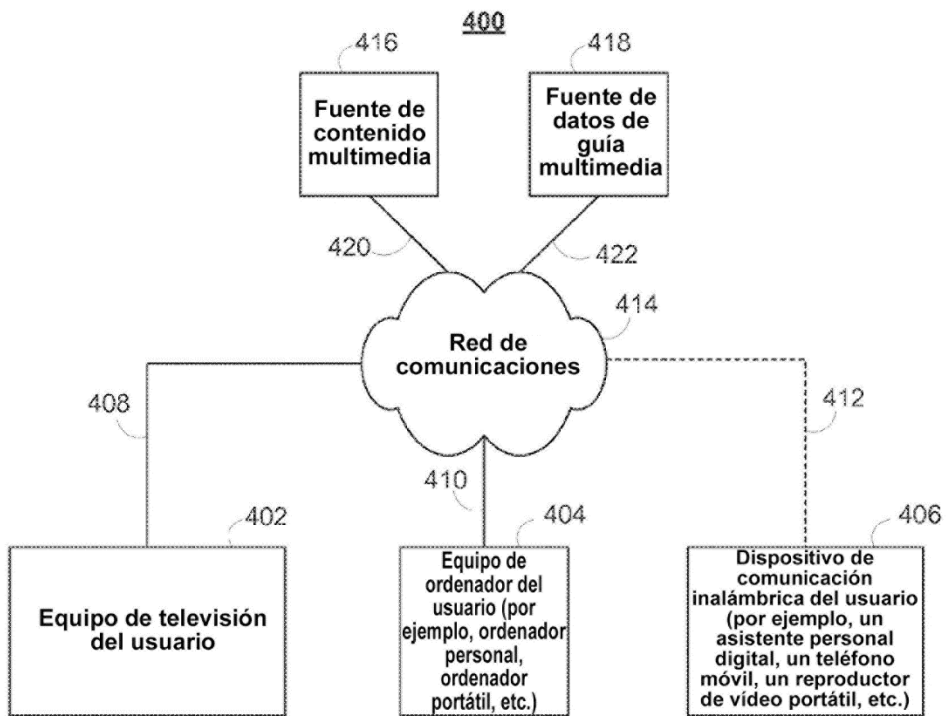 400
416
418
Fuente de
contenido
multimedia
Fuente de
datos de
guía
multimedia
420
422
414
Red de
comunicaciones
408
412
410
402
404
406
Equipo de televisión
del usuario
Equipo de
ordenador del
usuario (por
ejemplo, ordenador
personal,
ordenador
portátil, etc.)
Dispositivo de
comunicación
inalámbrica del usuario
(por ejemplo, un
asistente personal
digital, un teléfono
móvil, un reproductor
de vídeo portátil, etc.)